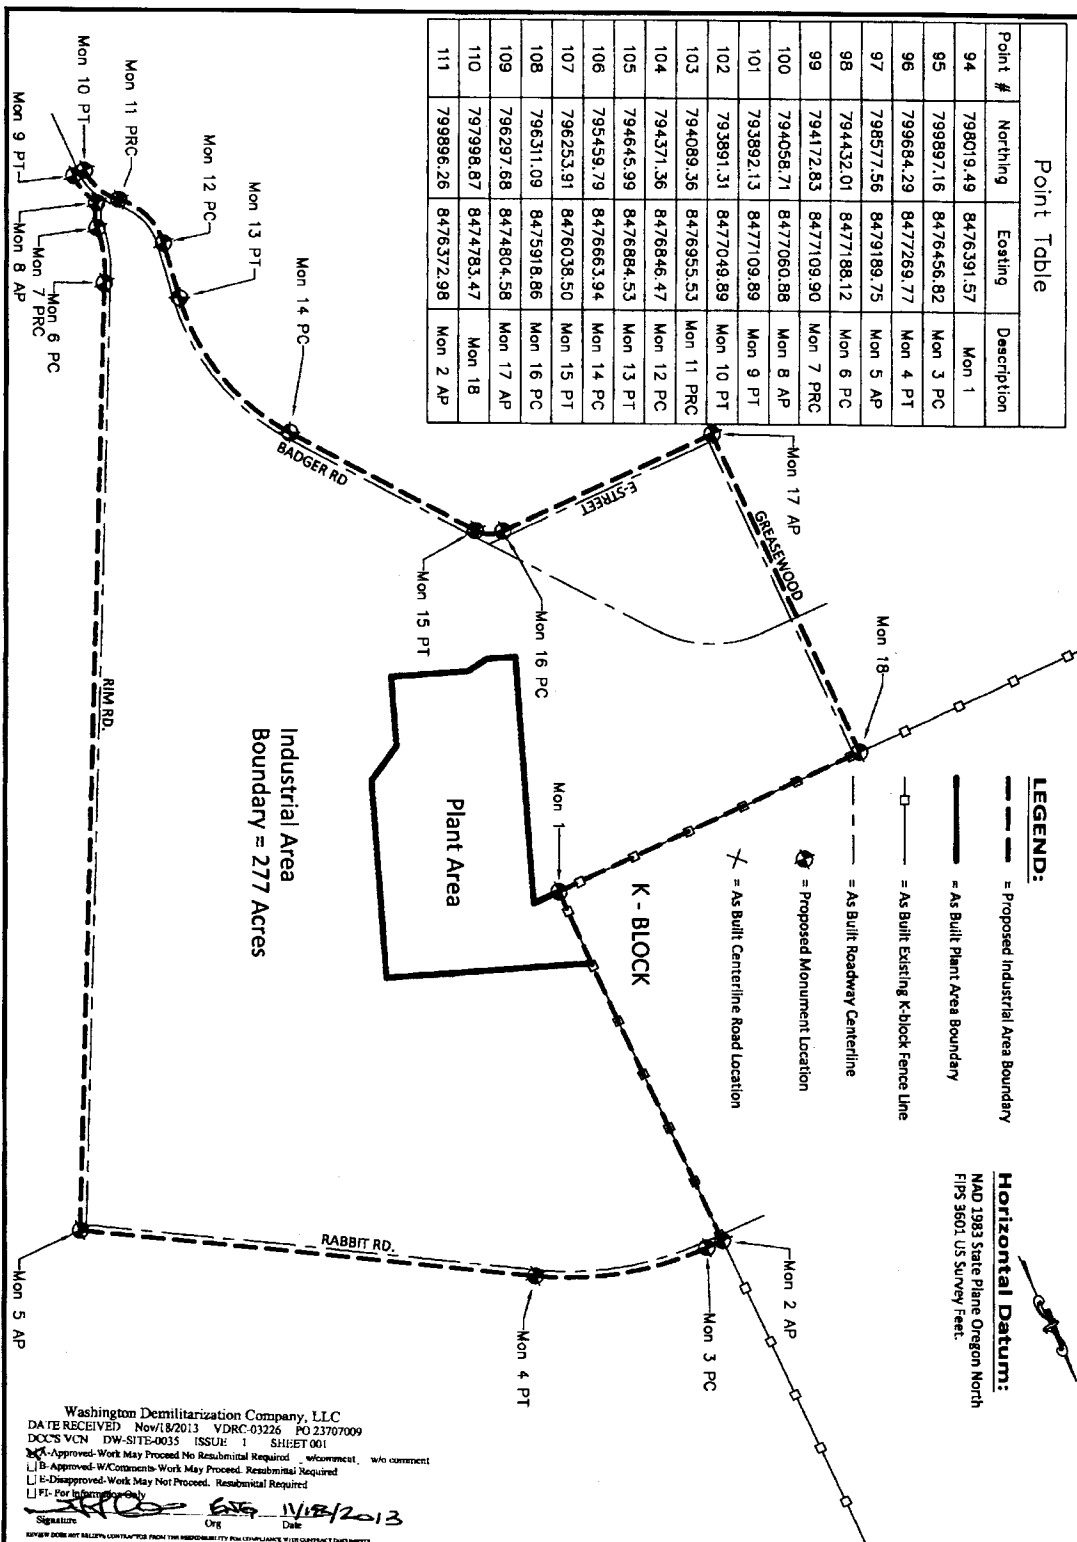 Point Table
Point # Northing Easting Description
94 798019.49 8476391.57 Mon 1
95 799897.16 8476456.82 Mon 3 PC
96 799684.29 8477269.77 Mon 4 PT
97 798577.56 8479189.75 Mon 5 AP
98 794432.01 8477188.12 Mon 6 PC
99 794172.83 8477109.90 Mon 7 PRC
100 794058.71 8477060.88 Mon 8 AP
101 793892.13 8477109.89 Mon 9 PT
102 793891.31 8477049.89 Mon 10 PT
103 794089.36 8476955.53 Mon 11 PRC
104 794371.36 8476846.47 Mon 12 PC
105 794645.99 8476884.53 Mon 13 PT
106 795459.79 8476663.94 Mon 14 PC
107 796253.91 8476038.50 Mon 15 PT
108 796311.09 8475918.86 Mon 16 PC
109 796297.68 8474804.58 Mon 17 AP
110 797998.87 8474783.47 Mon 18
111 799896.26 8476372.98 Mon 2 AP
LEGEND:
= Proposed Industrial Area Boundary
= As Built Plant Area Boundary
= As Built Existing K-block Fence Line
= As Built Roadway Centerline
= Proposed Monument Location
= As Built Centerline Road Location
Horizontal Datum:
NAD 1983 State Plane Oregon North
FIPS 3601 US Survey Feet.
Mon 17 AP
GREASEWOOD
Mon 18
E-STREET
Mon 16 PC
Mon 15 PT
BADGER RD
Mon 14 PC
Mon 13 PT
Mon 12 PC
Mon 11 PRC
Mon 10 PT
Mon 9 PT
Mon 8 AP
Mon 7 PRC
Mon 6 PC
RIM RD.
Mon 1
K - BLOCK
Plant Area
Industrial Area
Boundary = 277 Acres
Mon 2 AP
Mon 3 PC
Mon 4 PT
RABBIT RD.
Mon 5 AP
Washington Demilitarization Company, LLC
DATE RECEIVED Nov/18/2013 VDRC-03226 PO 23707009
DOC'S VCN DW-SITE-0035 ISSUE 1 SHEET 001
A-Approved-Work May Proceed No Resubmittal Required w/comment w/o comment
B-Approved-W/Comments-Work May Proceed. Resubmittal Required
E-Disapproved-Work May Not Proceed. Resubmittal Required
FI- For Information Only
ENG 11/18/2013
Signature Org Date
REVIEW DOES NOT RELIEVE CONTRACTOR FROM THE RESPONSIBILITY FOR COMPLIANCE WITH CONTRACT DOCUMENTS